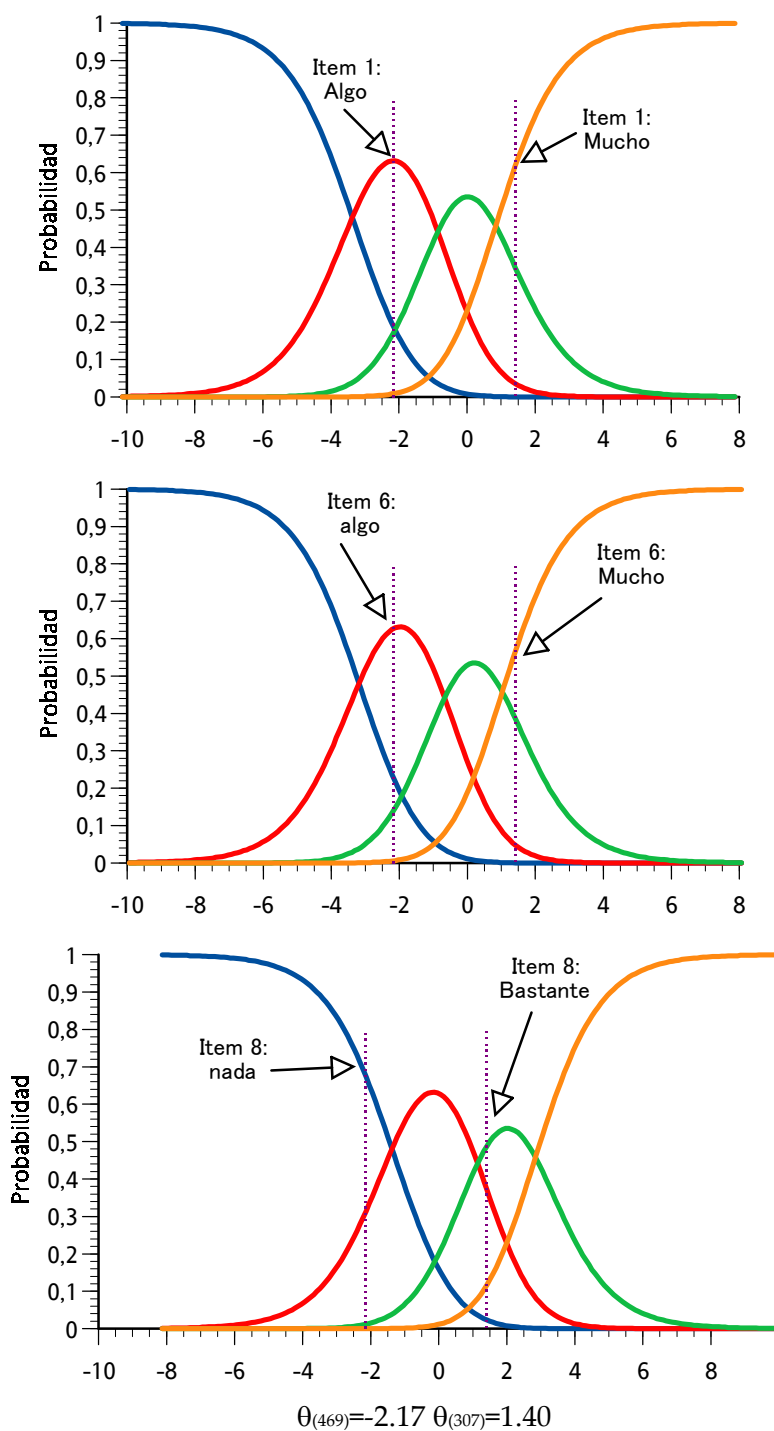 1
0,9
0,8
0,7
0,6
0,5
0,4
0,3
0,2
0,1
0
Probabilidad
Item 1:
Algo
Item 1:
Mucho
-10 -8 -6 -4 -2 0 2 4 6 8
1
0,9
0,8
0,7
0,6
0,5
0,4
0,3
0,2
0,1
0
Probabilidad
Item 6:
algo
Item 6:
Mucho
-10 -8 -6 -4 -2 0 2 4 6 8
1
0,9
0,8
0,7
0,6
0,5
0,4
0,3
0,2
0,1
0
Probabilidad
Item 8:
nada
Item 8:
Bastante
-10 -8 -6 -4 -2 0 2 4 6 8
θ(469)=-2.17 θ(307)=1.40